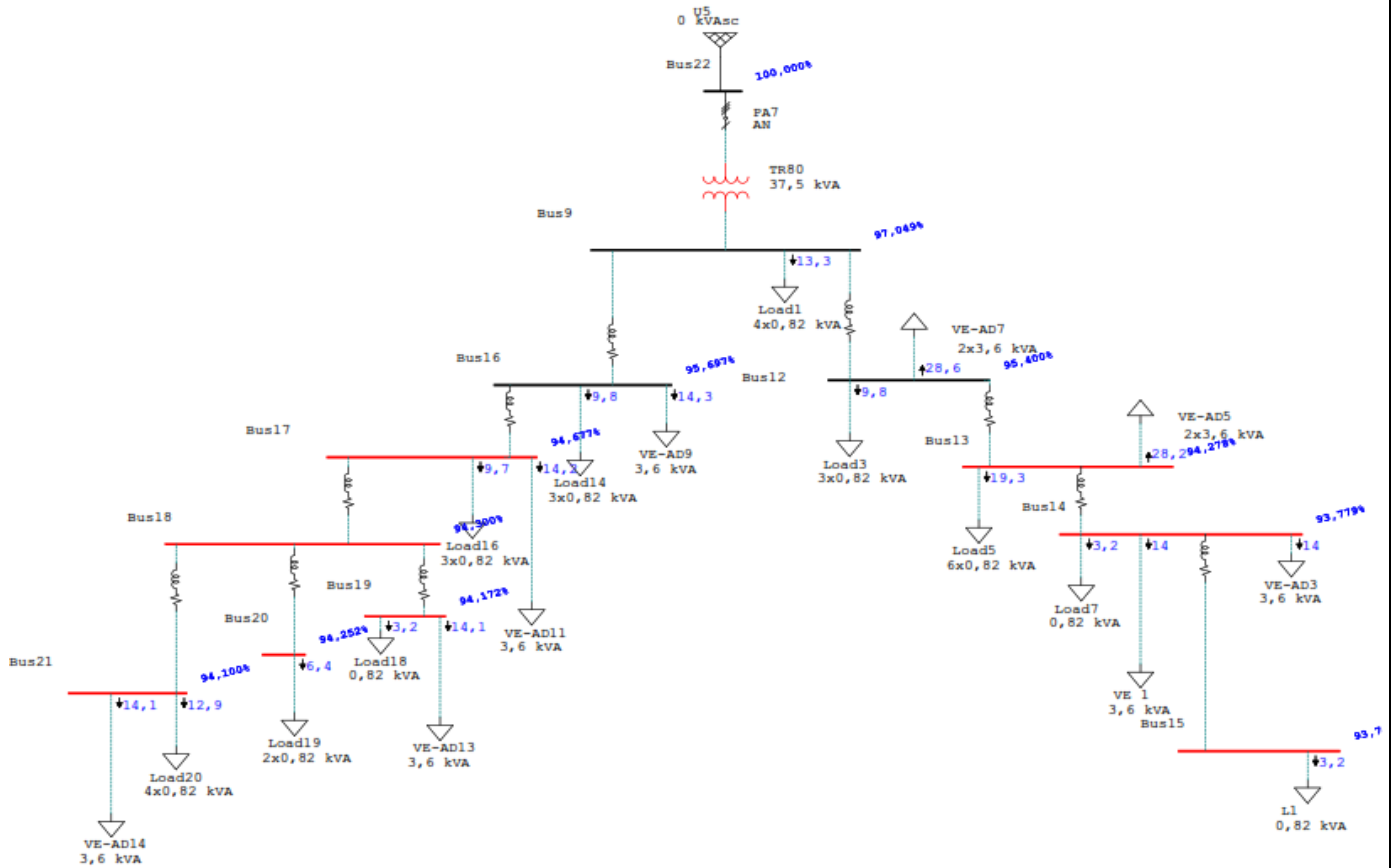 U5
0 kVAsc
Bus22
100,000%
PA7
AN
TR80
37,5 kVA
Bus9
97,049%
13,3
Load1
4x0,82 kVA
VE-AD7
2x3,6 kVA
Bus16
95,697%
Bus12
28,6
95,400%
9,8
14,3
9,8
VE-AD5
2x3,6 kVA
Bus17
94,677%
VE-AD9
3,6 kVA
Bus13
Load3
3x0,82 kVA
28,2
94,278%
9,7
14,2
Load14
3x0,82 kVA
19,3
Bus14
Bus18
94,300%
93,779%
Load16
3x0,82 kVA
Load5
6x0,82 kVA
3,2
14
14
Bus19
94,172%
VE-AD3
3,6 kVA
Load7
0,82 kVA
Bus20
94,252%
3,2
14,1
VE-AD11
3,6 kVA
Bus21
94,100%
6,4
Load18
0,82 kVA
14,1
12,9
VE 1
3,6 kVA
Bus15
93,7
Load19
2x0,82 kVA
VE-AD13
3,6 kVA
3,2
Load20
4x0,82 kVA
L1
0,82 kVA
VE-AD14
3,6 kVA